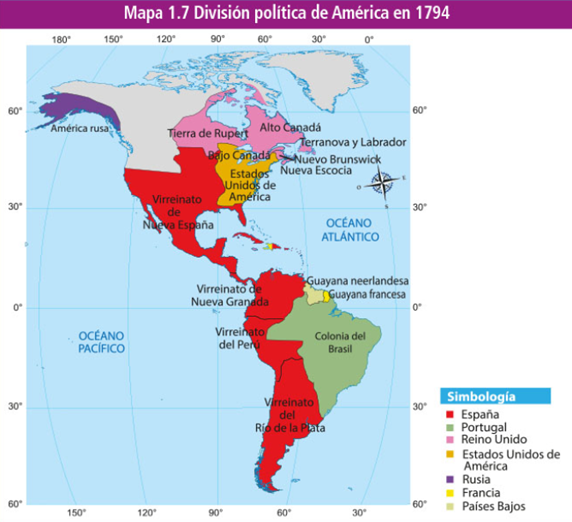 Mapa 1.7 División política de América en 1794
180° 150° 120° 90° 60° 30° 0°
60° 60°
América rusa
Tierra de Rupert
Alto Canadá
Terranova y Labrador
Bajo Canadá
Nuevo Brunswick
Nueva Escocia
Estados
Unidos de
América
Virreinato
de
Nueva España
O E S
30° 30°
OCÉANO
ATLÁNTICO
Guayana neerlandesa
Guayana francesa
Virreinato de
Nueva Granada
0° 0°
Virreinato
del Perú
Colonia del
Brasil
OCÉANO
PACÍFICO
Virreinato
del
Río de la Plata
30° 30°
60° 60°
150° 120° 90° 60° 30°
Simbología
España
Portugal
Reino Unido
Estados Unidos de
América
Rusia
Francia
Países Bajos